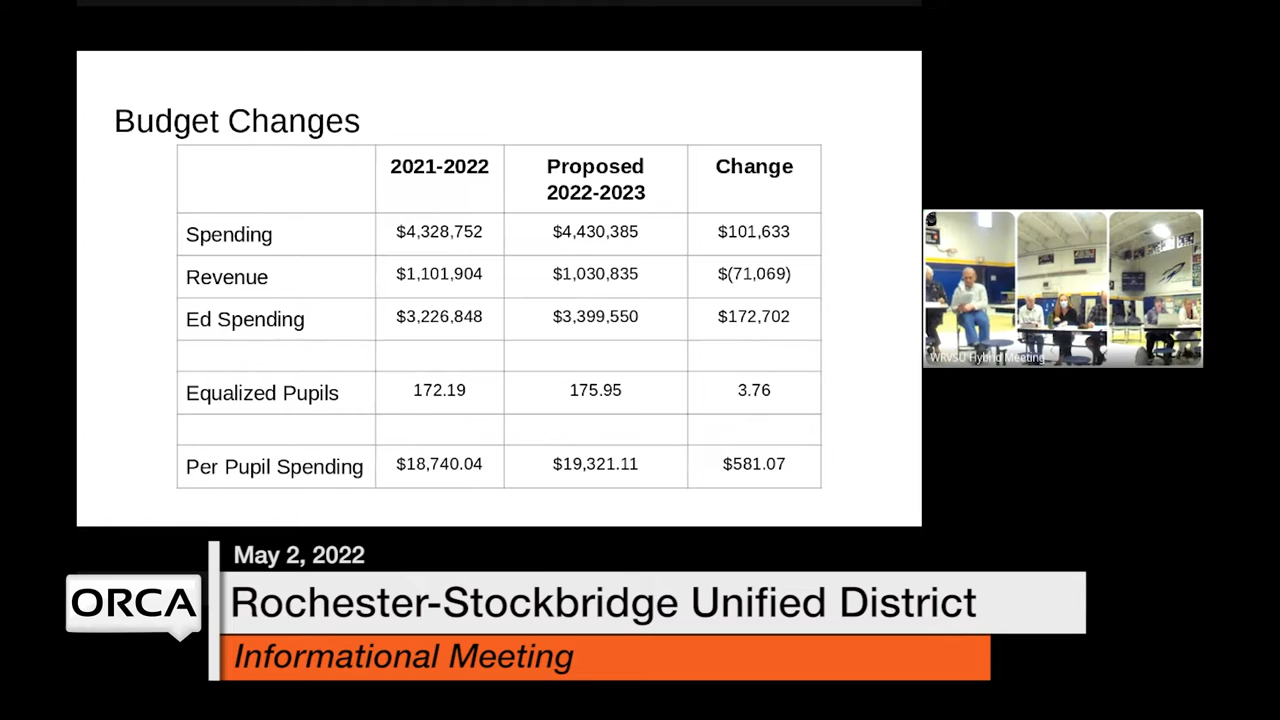 Budget Changes
2021-2022 Proposed 2022-2023 Change
Spending $4,328,752 $4,430,385 $101,633
Revenue $1,101,904 $1,030,835 $(71,069)
Ed Spending $3,226,848 $3,399,550 $172,702
Equalized Pupils 172.19 175.95 3.76
Per Pupil Spending $18,740.04 $19,321.11 $581.07
WRVSU Hybrid Meeting
May 2, 2022
ORCA
Rochester-Stockbridge Unified District
Informational Meeting